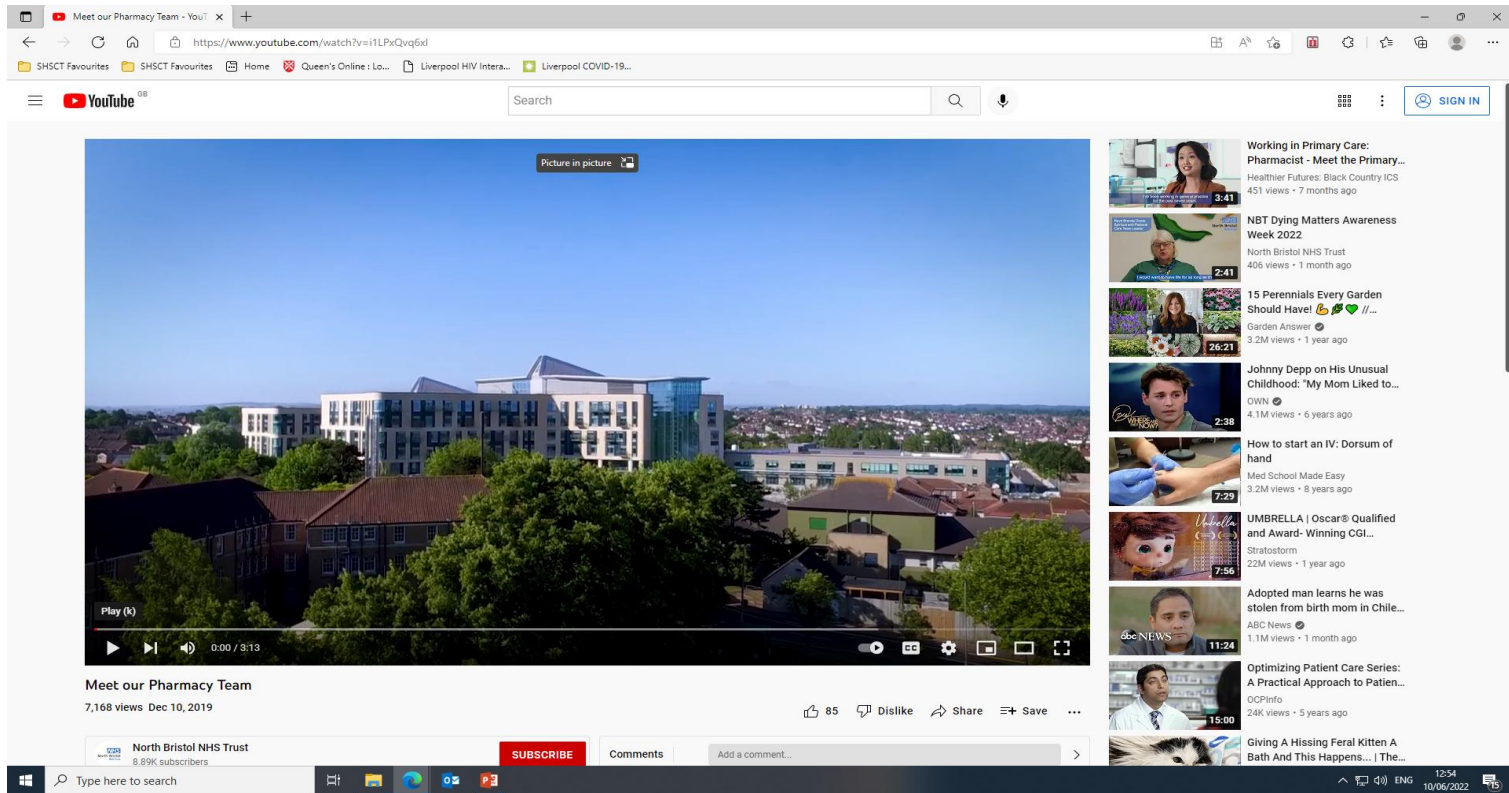 Meet our Pharmacy Team - YouT
https://www.youtube.com/watch?v=i1LPxQvq6xI
SHSCT Favourites
SHSCT Favourites
Home
Queen's Online : Lo...
Liverpool HIV Intera...
Liverpool COVID-19...
YouTube GB
Search
SIGN IN
Picture in picture
Play (k)
0:00 / 3:13
CC
Meet our Pharmacy Team
7,168 views Dec 10, 2019
85
Dislike
Share
Save
North Bristol NHS Trust
8.89K subscribers
SUBSCRIBE
Comments
Add a comment...
3:41
Working in Primary Care:
Pharmacist - Meet the Primary...
Healthier Futures: Black Country ICS
451 views • 7 months ago
2:41
NBT Dying Matters Awareness
Week 2022
North Bristol NHS Trust
406 views • 1 month ago
26:21
15 Perennials Every Garden
Should Have! 💪 🌿 💚 //...
Garden Answer
3.2M views • 1 year ago
2:38
Johnny Depp on His Unusual
Childhood: "My Mom Liked to...
OWN
4.1M views • 6 years ago
7:29
How to start an IV: Dorsum of
hand
Med School Made Easy
3.2M views • 8 years ago
Umbrella
7:56
UMBRELLA | Oscar® Qualified
and Award- Winning CGI...
Stratostorm
22M views • 1 year ago
abc NEWS
11:24
Adopted man learns he was
stolen from birth mom in Chile...
ABC News
1.1M views • 1 month ago
15:00
Optimizing Patient Care Series:
A Practical Approach to Patien...
OCPInfo
24K views • 5 years ago
Giving A Hissing Feral Kitten A
Bath And This Happens... | The...
Type here to search
ENG
12:54
10/06/2022
15